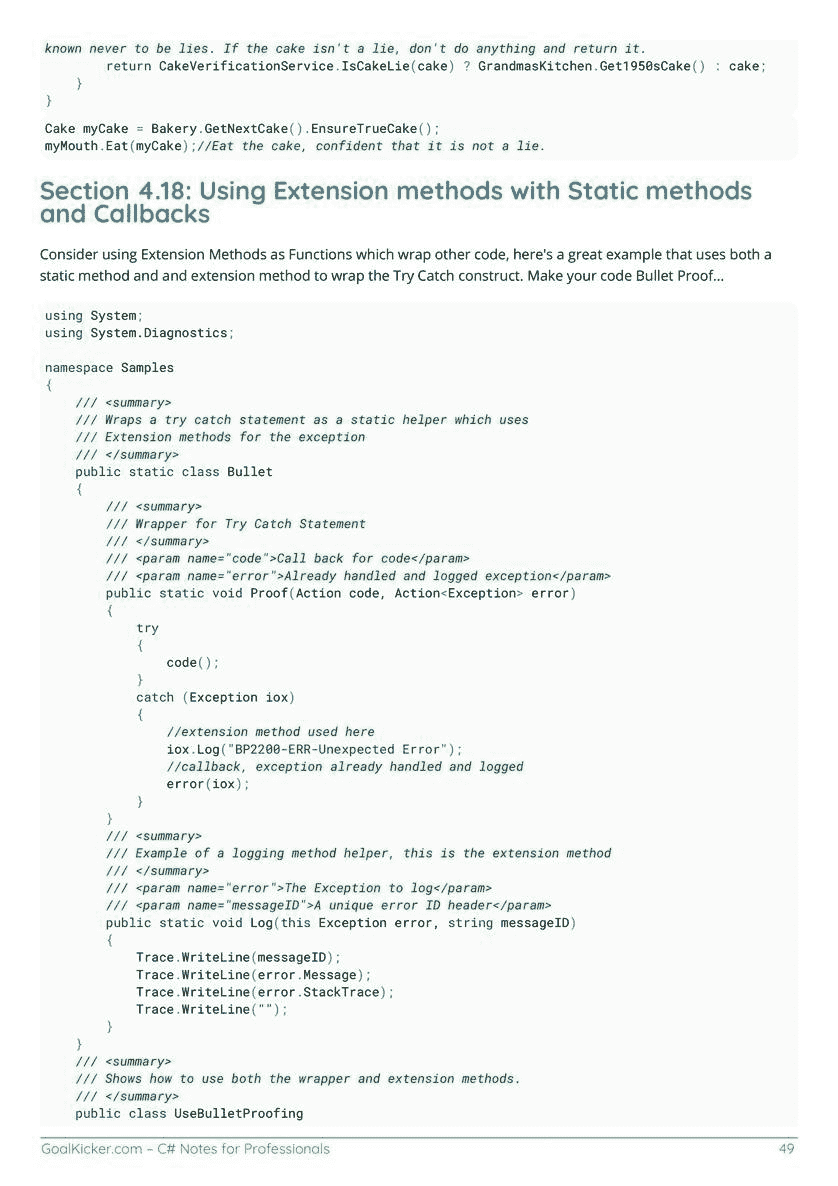 known never to be lies. If the cake isn't a lie, don't do anything and return it.
        return CakeVerificationService.IsCakeLie(cake) ? GrandmasKitchen.Get1950sCake() : cake;
    }
}
Cake myCake = Bakery.GetNextCake().EnsureTrueCake();
myMouth.Eat(myCake);//Eat the cake, confident that it is not a lie.
Section 4.18: Using Extension methods with Static methods
and Callbacks
Consider using Extension Methods as Functions which wrap other code, here's a great example that uses both a
static method and and extension method to wrap the Try Catch construct. Make your code Bullet Proof...
using System;
using System.Diagnostics;
namespace Samples
{
    /// <summary>
    /// Wraps a try catch statement as a static helper which uses
    /// Extension methods for the exception
    /// </summary>
    public static class Bullet
    {
        /// <summary>
        /// Wrapper for Try Catch Statement
        /// </summary>
        /// <param name="code">Call back for code</param>
        /// <param name="error">Already handled and logged exception</param>
        public static void Proof(Action code, Action<Exception> error)
        {
            try
            {
                code();
            }
            catch (Exception iox)
            {
                //extension method used here
                iox.Log("BP2200-ERR-Unexpected Error");
                //callback, exception already handled and logged
                error(iox);
            }
        }
        /// <summary>
        /// Example of a logging method helper, this is the extension method
        /// </summary>
        /// <param name="error">The Exception to log</param>
        /// <param name="messageID">A unique error ID header</param>
        public static void Log(this Exception error, string messageID)
        {
            Trace.WriteLine(messageID);
            Trace.WriteLine(error.Message);
            Trace.WriteLine(error.StackTrace);
            Trace.WriteLine("");
        }
    }
    /// <summary>
    /// Shows how to use both the wrapper and extension methods.
    /// </summary>
    public class UseBulletProofing
GoalKicker.com – C# Notes for Professionals 49